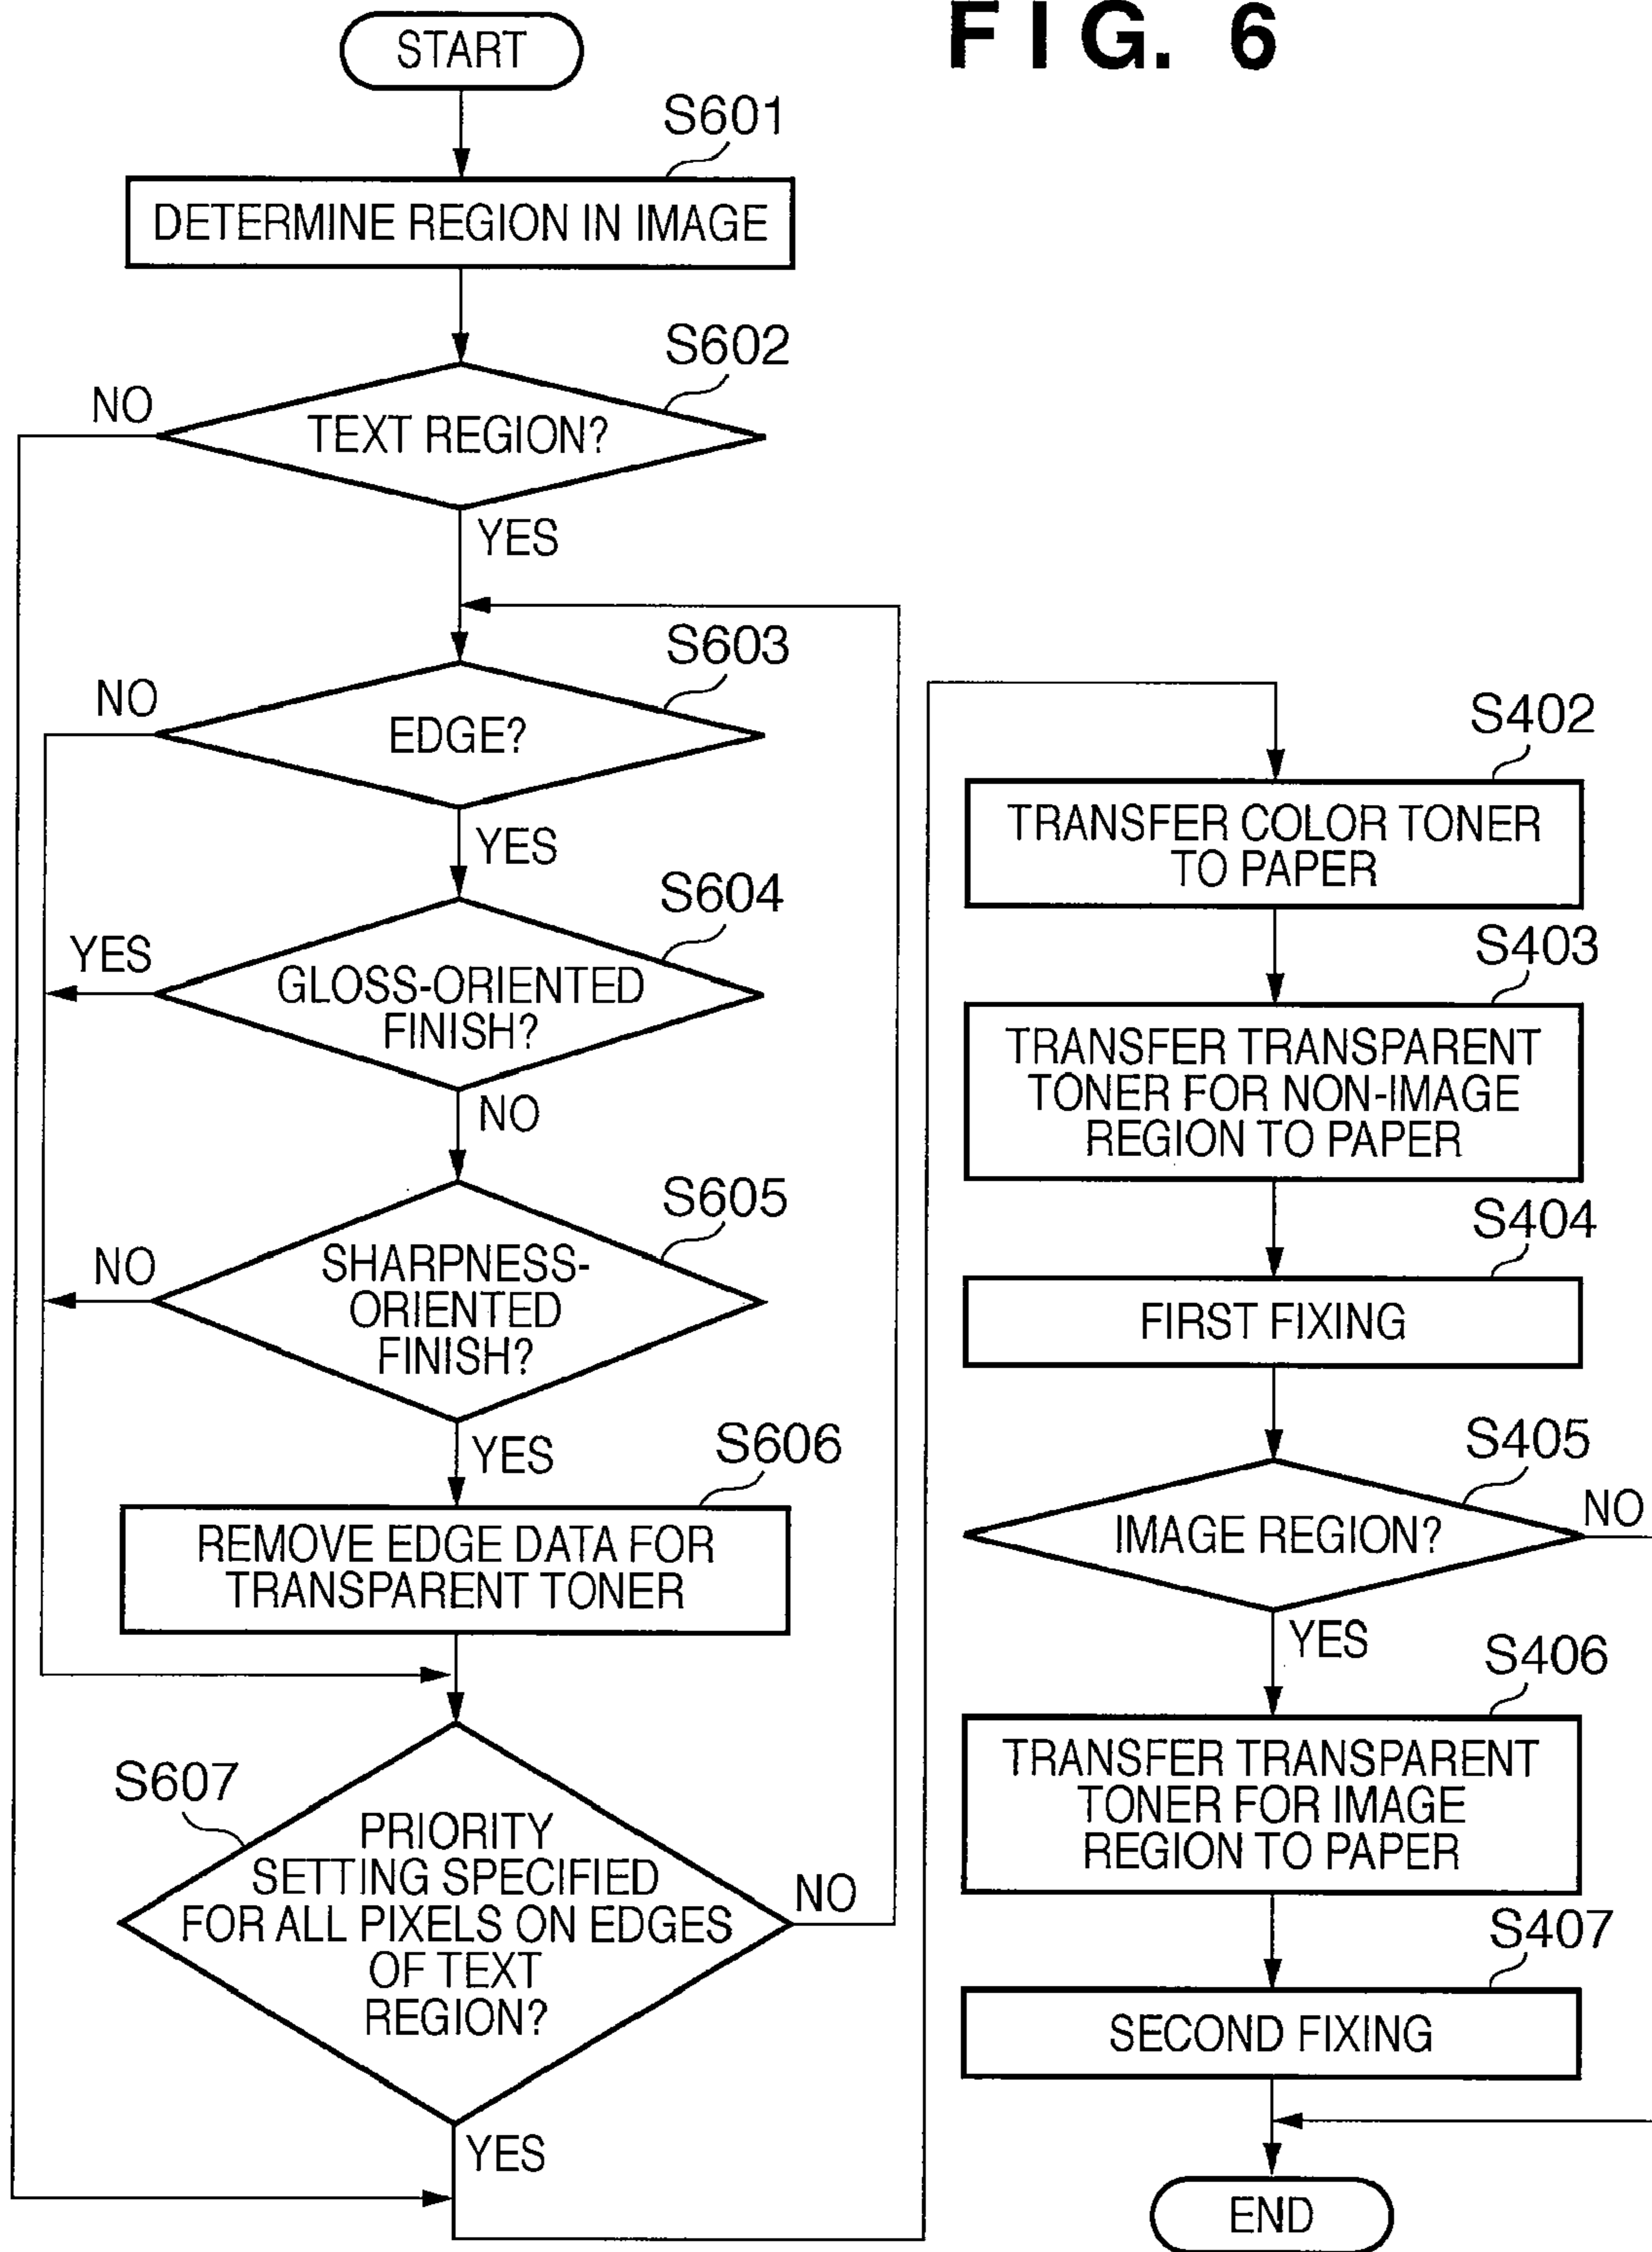 FIG. 6
START
S601
DETERMINE REGION IN IMAGE
S602
NO
TEXT REGION?
YES
S603
NO
EDGE?
YES
S604
YES
GLOSS-ORIENTED
FINISH?
NO
S605
NO
SHARPNESS-
ORIENTED
FINISH?
YES
S606
REMOVE EDGE DATA FOR
TRANSPARENT TONER
S607
PRIORITY
SETTING SPECIFIED
FOR ALL PIXELS ON EDGES
OF TEXT
REGION?
NO
YES
S402
TRANSFER COLOR TONER
TO PAPER
S403
TRANSFER TRANSPARENT
TONER FOR NON-IMAGE
REGION TO PAPER
S404
FIRST FIXING
S405
IMAGE REGION?
NO
YES
S406
TRANSFER TRANSPARENT
TONER FOR IMAGE
REGION TO PAPER
S407
SECOND FIXING
END